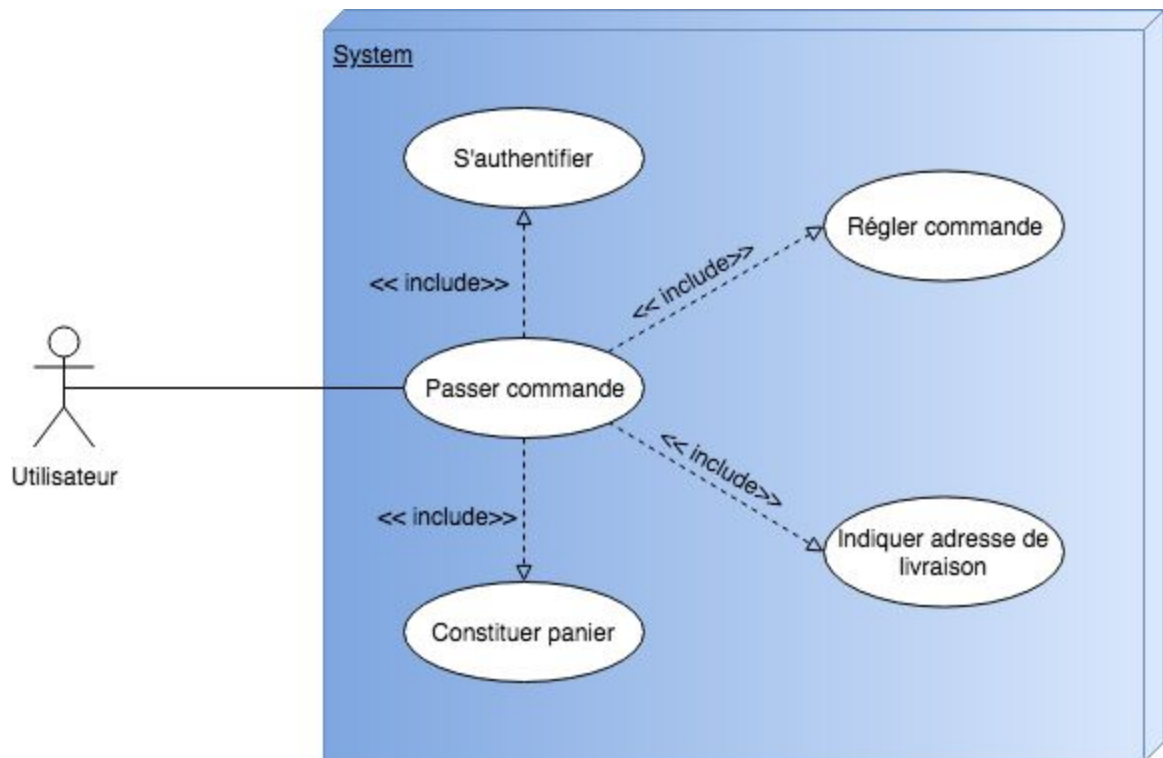 System
S'authentifier
Régler commande
<< include>>
<< include>>
Passer commande
Utilisateur
<< include>>
<< include>>
Indiquer adresse de
livraison
Constituer panier